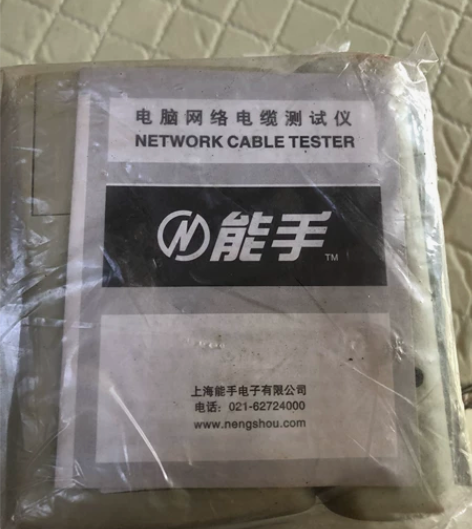 电脑网络电缆测试仪
NETWORK CABLE TESTER
能手
TM
上海能手电子有限公司
电话: 021-62724000
www.nengshou.com